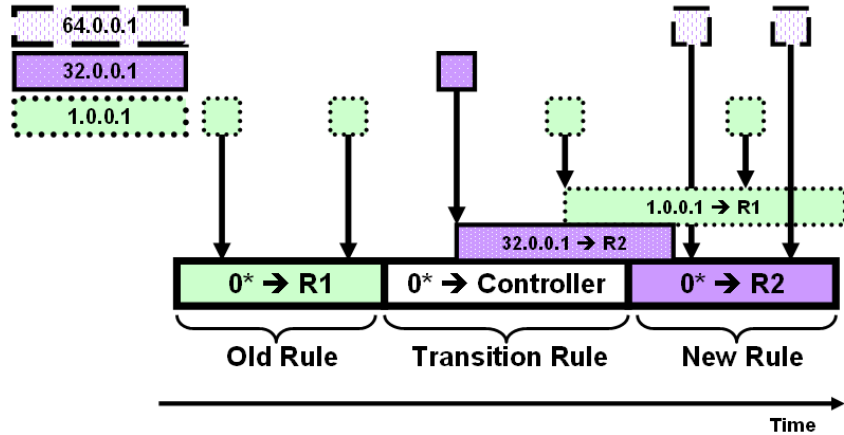 64.0.0.1
32.0.0.1
1.0.0.1
1.0.0.1 ➔ R1
32.0.0.1 ➔ R2
0* ➔ R1
0* ➔ Controller
0* ➔ R2
Old Rule
Transition Rule
New Rule
Time